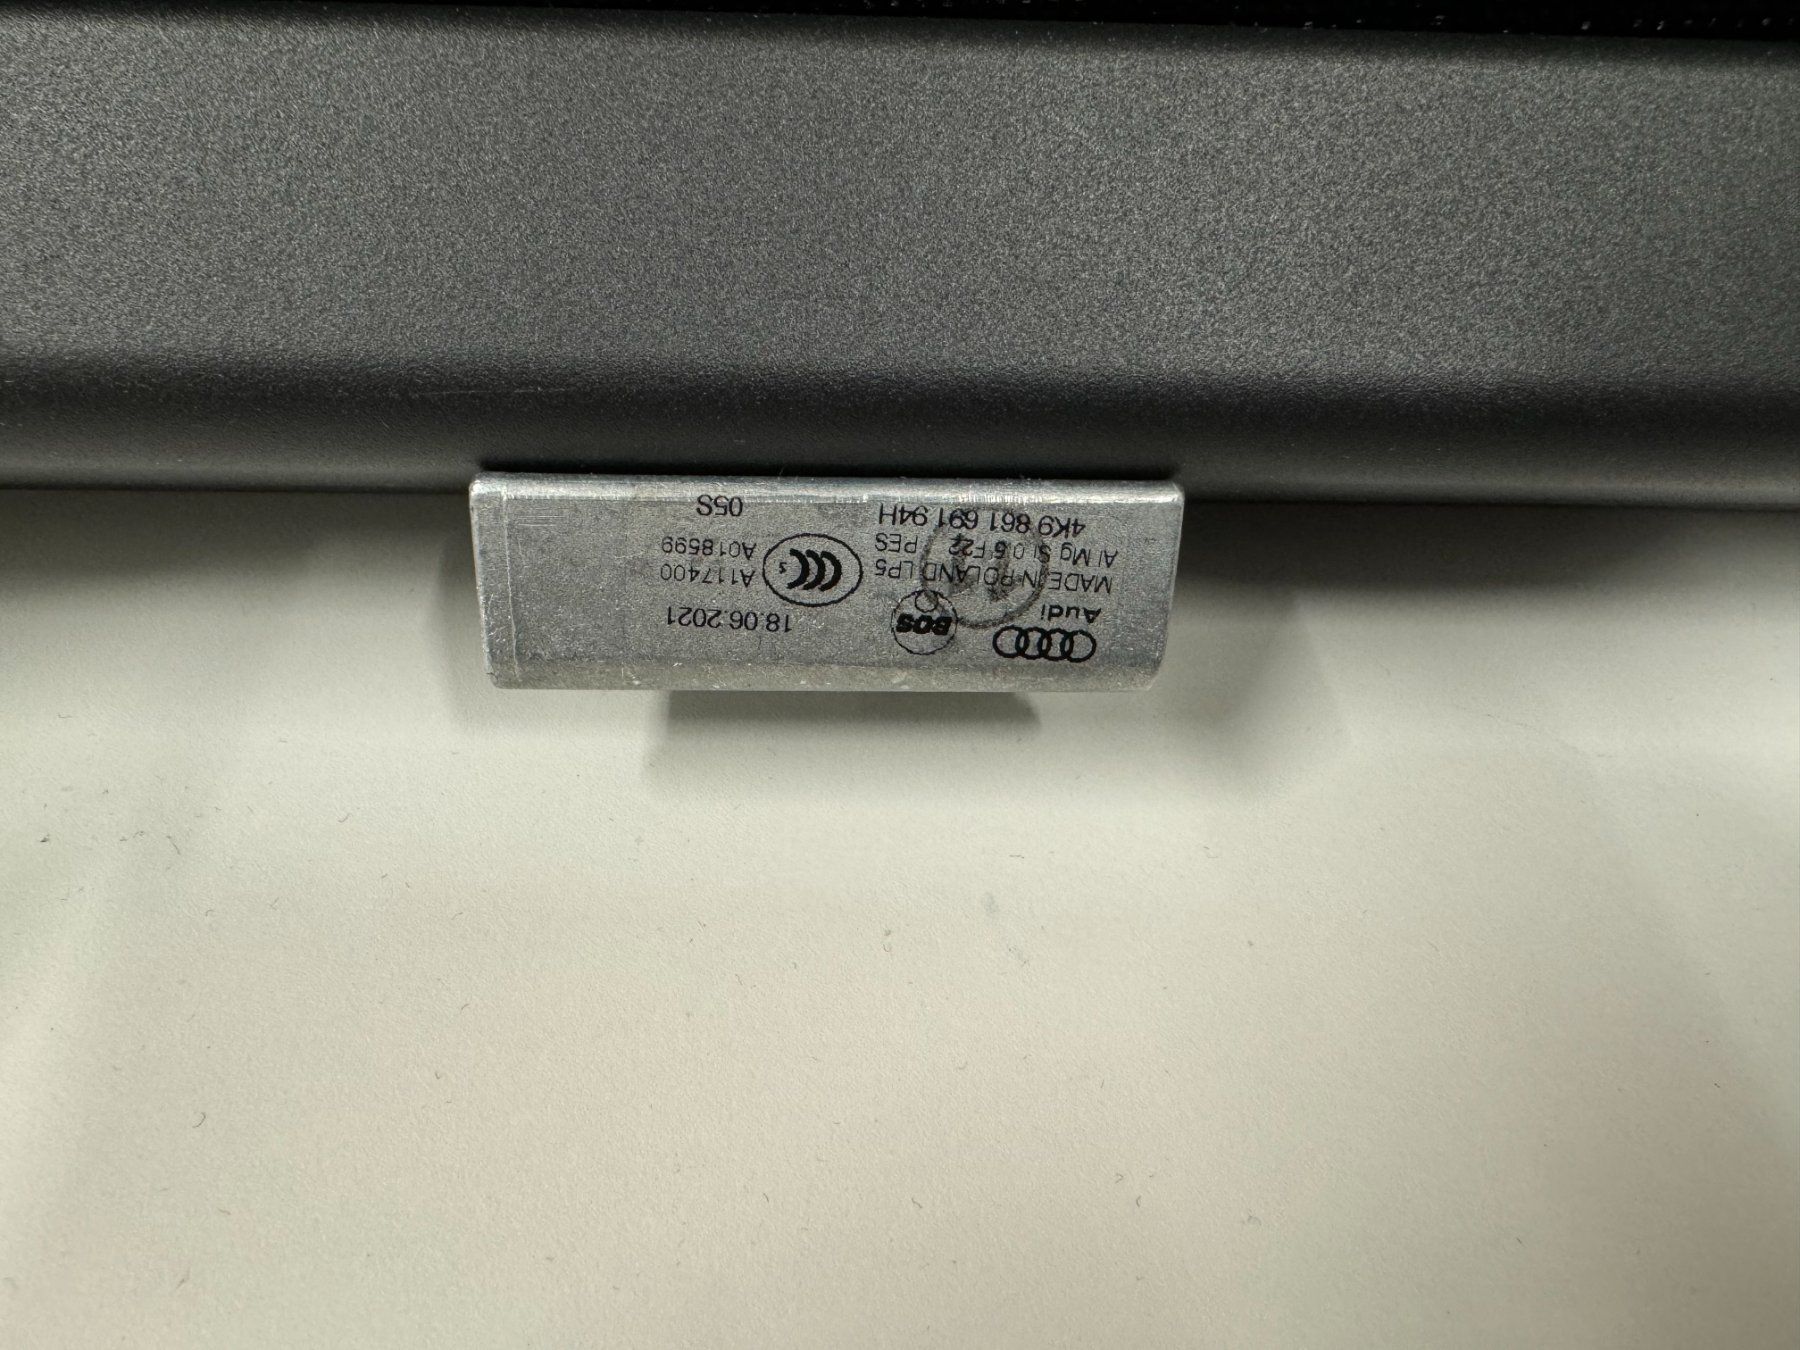 Audi
BOS
MADE IN POLAND LP5
Al Mg Si 0.5 F22 PES
4K9 861 691 94H
18.06.2021
CCC S
A117400
A018599
05S